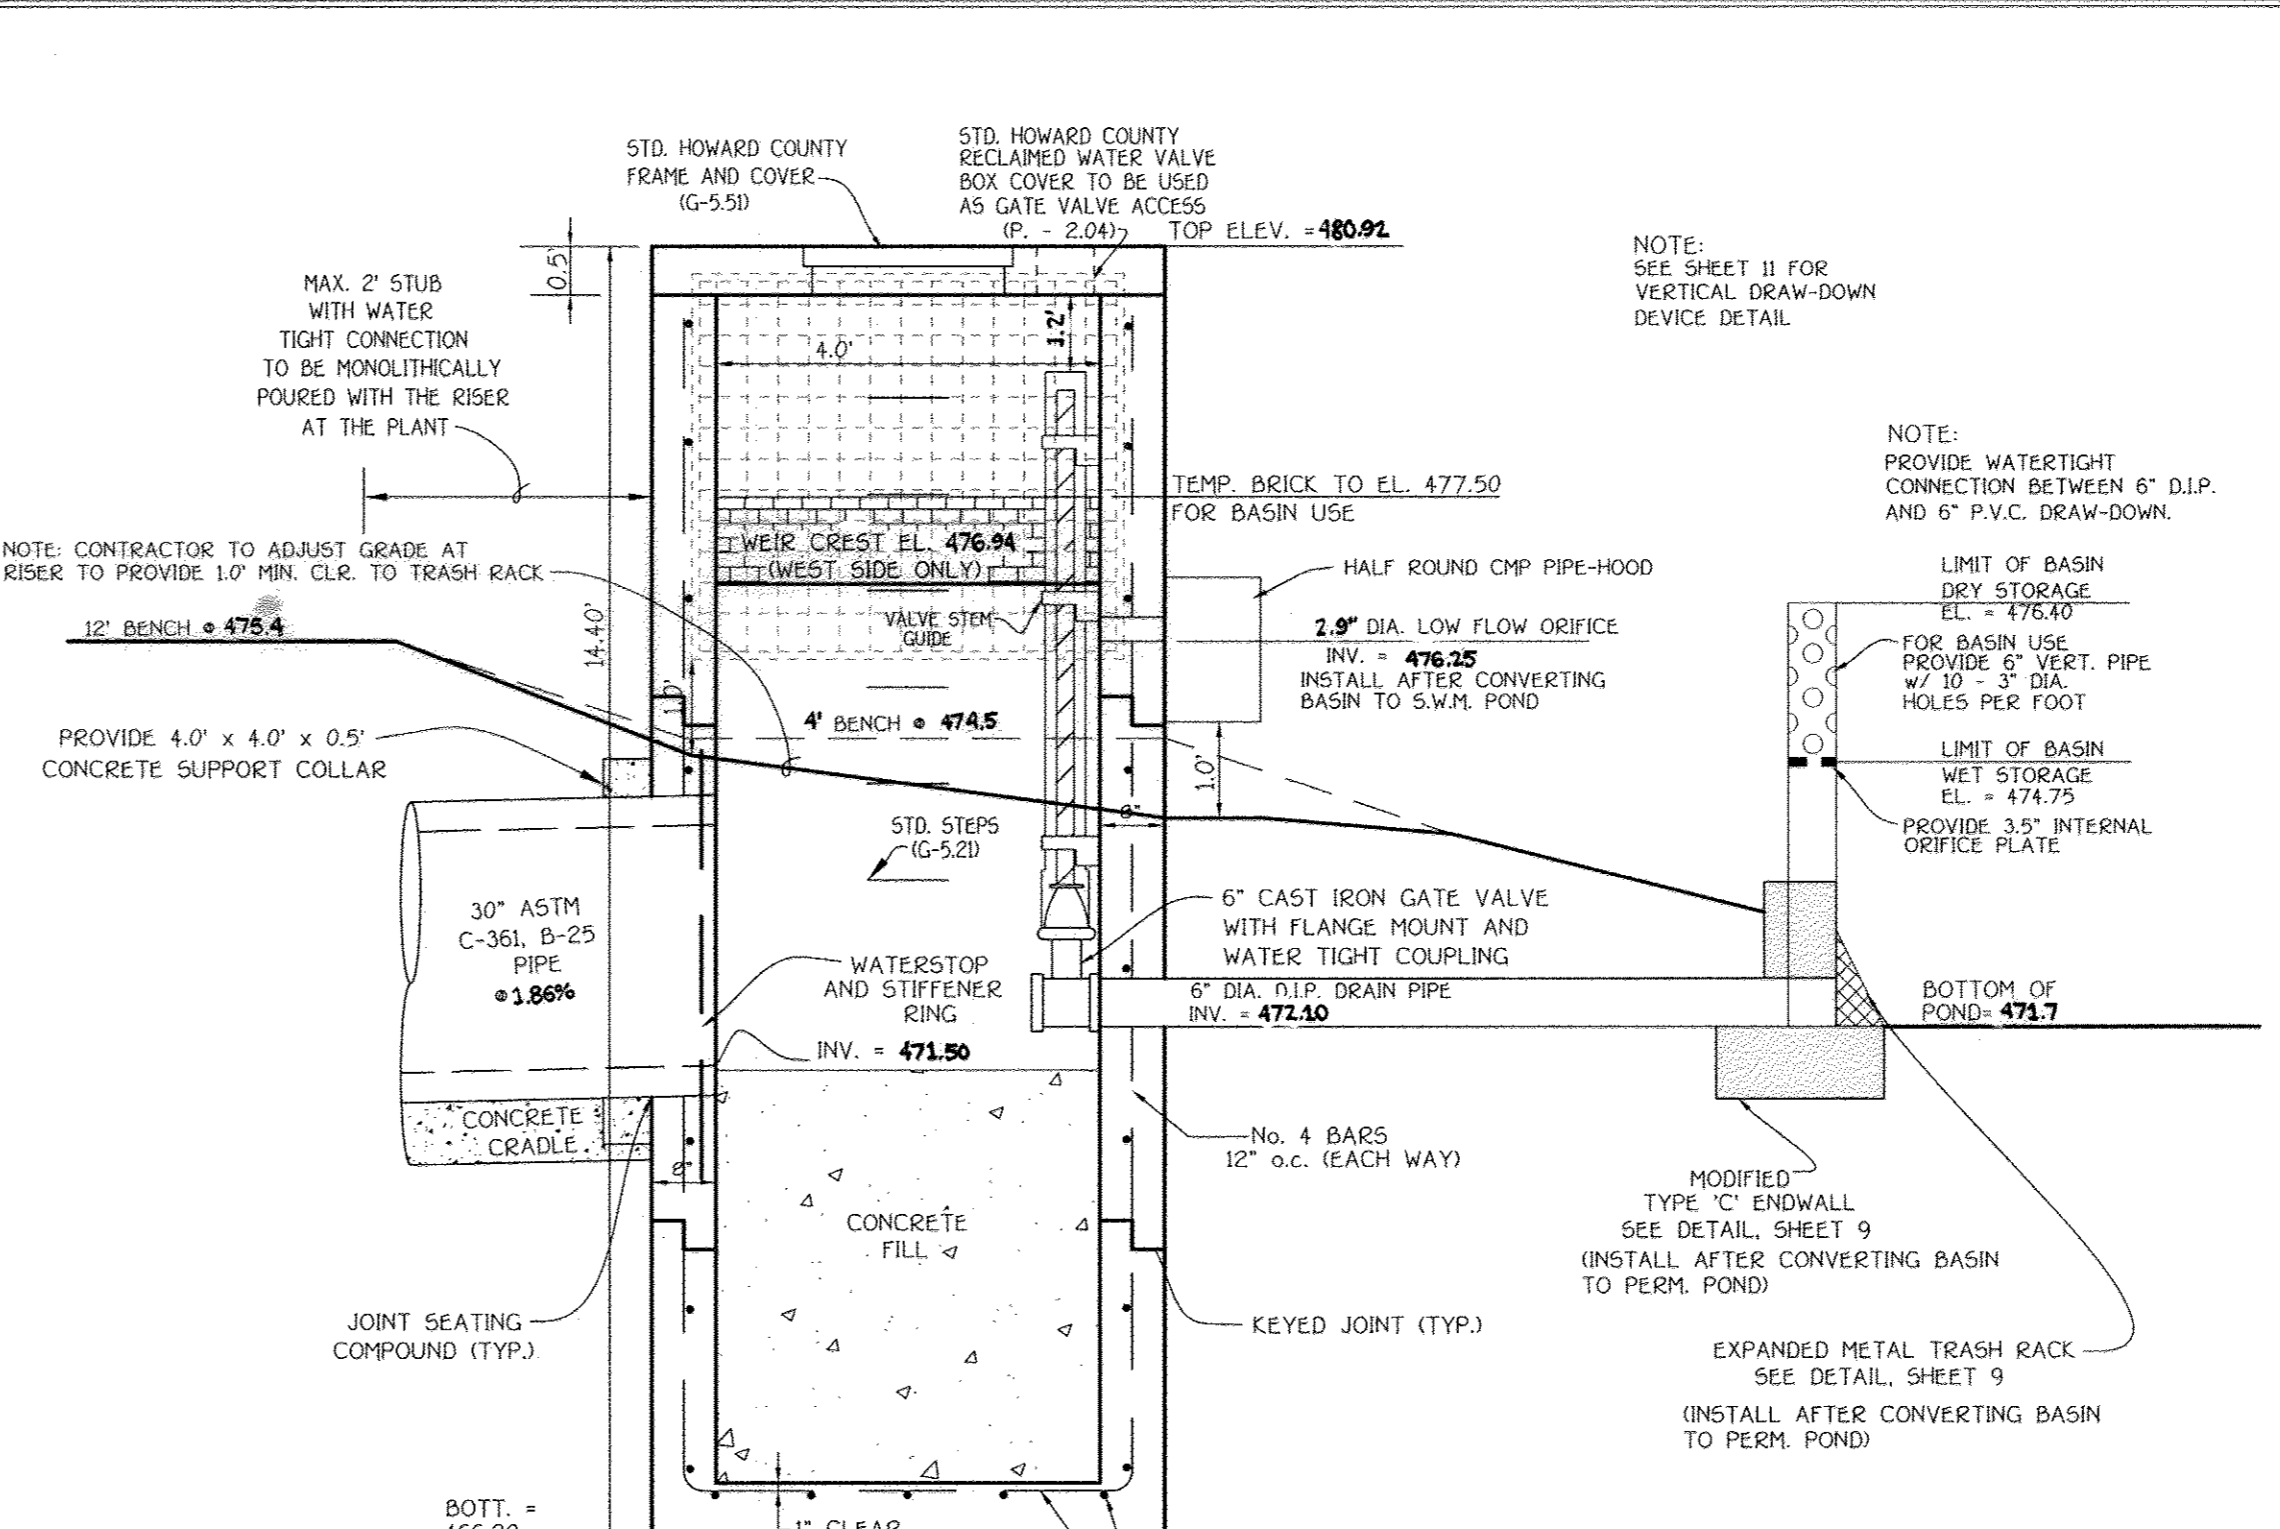 STD. HOWARD COUNTY
FRAME AND COVER
(G-5.51)
STD. HOWARD COUNTY
RECLAIMED WATER VALVE
BOX COVER TO BE USED
AS GATE VALVE ACCESS
(P. - 2.04)
TOP ELEV. = 480.92
NOTE:
SEE SHEET 11 FOR
VERTICAL DRAW-DOWN
DEVICE DETAIL
0.5'
MAX. 2' STUB
WITH WATER
TIGHT CONNECTION
TO BE MONOLITHICALLY
POURED WITH THE RISER
AT THE PLANT
4.0'
1.2'
NOTE:
PROVIDE WATERTIGHT
CONNECTION BETWEEN 6" D.I.P.
AND 6" P.V.C. DRAW-DOWN.
TEMP. BRICK TO EL. 477.50
FOR BASIN USE
WEIR CREST EL. 476.94
(WEST SIDE ONLY)
NOTE: CONTRACTOR TO ADJUST GRADE AT
RISER TO PROVIDE 1.0' MIN. CLR. TO TRASH RACK
HALF ROUND CMP PIPE-HOOD
LIMIT OF BASIN
DRY STORAGE
EL. = 476.40
12' BENCH @ 475.4
14.40'
VALVE STEM
GUIDE
2.9" DIA. LOW FLOW ORIFICE
INV. = 476.25
INSTALL AFTER CONVERTING
BASIN TO S.W.M. POND
FOR BASIN USE
PROVIDE 6" VERT. PIPE
W/ 10 - 3" DIA.
HOLES PER FOOT
4' BENCH @ 474.5
PROVIDE 4.0' x 4.0' x 0.5'
CONCRETE SUPPORT COLLAR
1.0'
LIMIT OF BASIN
WET STORAGE
EL. = 474.75
PROVIDE 3.5" INTERNAL
ORIFICE PLATE
8"
STD. STEPS
(G-5.21)
30" ASTM
C-361, B-25
PIPE
@ 1.86%
6" CAST IRON GATE VALVE
WITH FLANGE MOUNT AND
WATER TIGHT COUPLING
WATERSTOP
AND STIFFENER
RING
6" DIA. D.I.P. DRAIN PIPE
INV. = 472.10
BOTTOM OF
POND= 471.7
INV. = 471.50
CONCRETE
CRADLE
8"
No. 4 BARS
12" o.c. (EACH WAY)
MODIFIED
TYPE 'C' ENDWALL
SEE DETAIL, SHEET 9
(INSTALL AFTER CONVERTING BASIN
TO PERM. POND)
CONCRETE
FILL
JOINT SEATING
COMPOUND (TYP.)
KEYED JOINT (TYP.)
EXPANDED METAL TRASH RACK
SEE DETAIL, SHEET 9
(INSTALL AFTER CONVERTING BASIN
TO PERM. POND)
BOTT. =
1" CLEAR